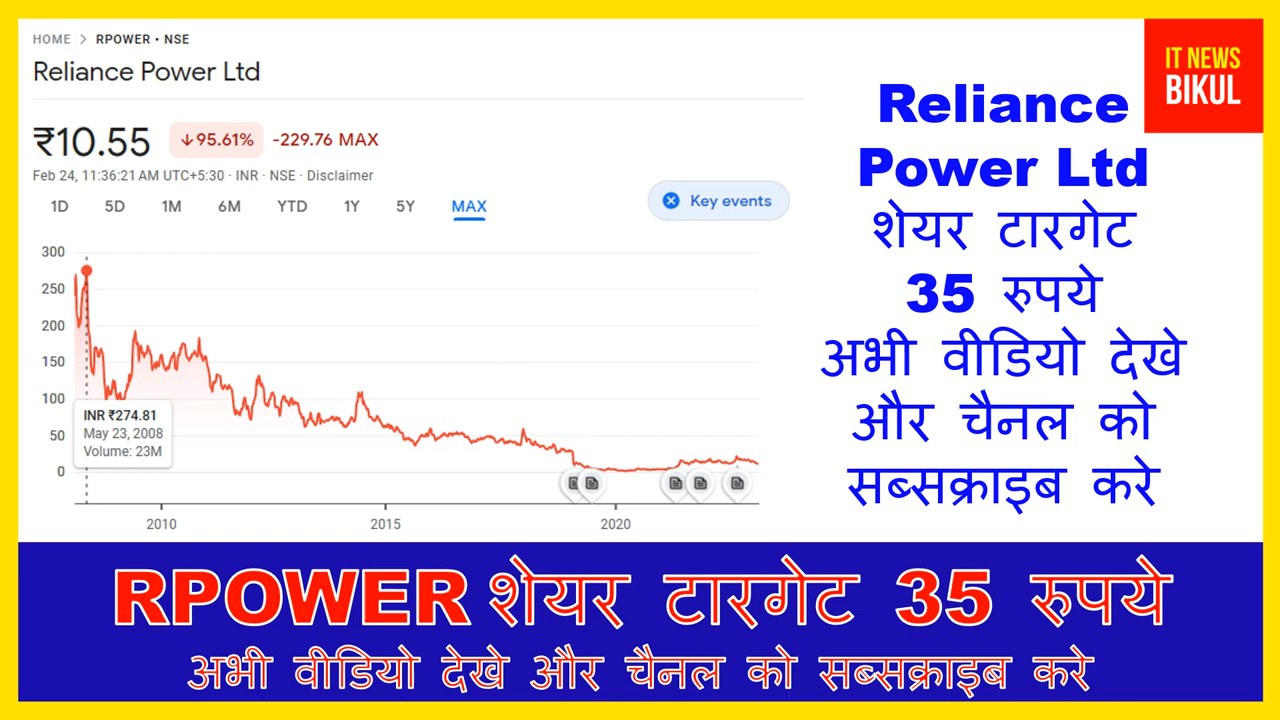 HOME > RPOWER • NSE
Reliance Power Ltd
₹10.55 ↓95.61% -229.76 MAX
Feb 24, 11:36:21 AM UTC+5:30 · INR · NSE · Disclaimer
1D 5D 1M 6M YTD 1Y 5Y MAX
Key events
300
250
200
150
100
50
0
INR ₹274.81
May 23, 2008
Volume: 23M
2010 2015 2020
IT NEWS
BIKUL
Reliance
Power Ltd
शेयर टारगेट
35 रुपये
अभी वीडियो देखे
और चैनल को
सब्सक्राइब करे
RPOWER शेयर टारगेट 35 रुपये
अभी वीडियो देखे और चैनल को सब्सक्राइब करे